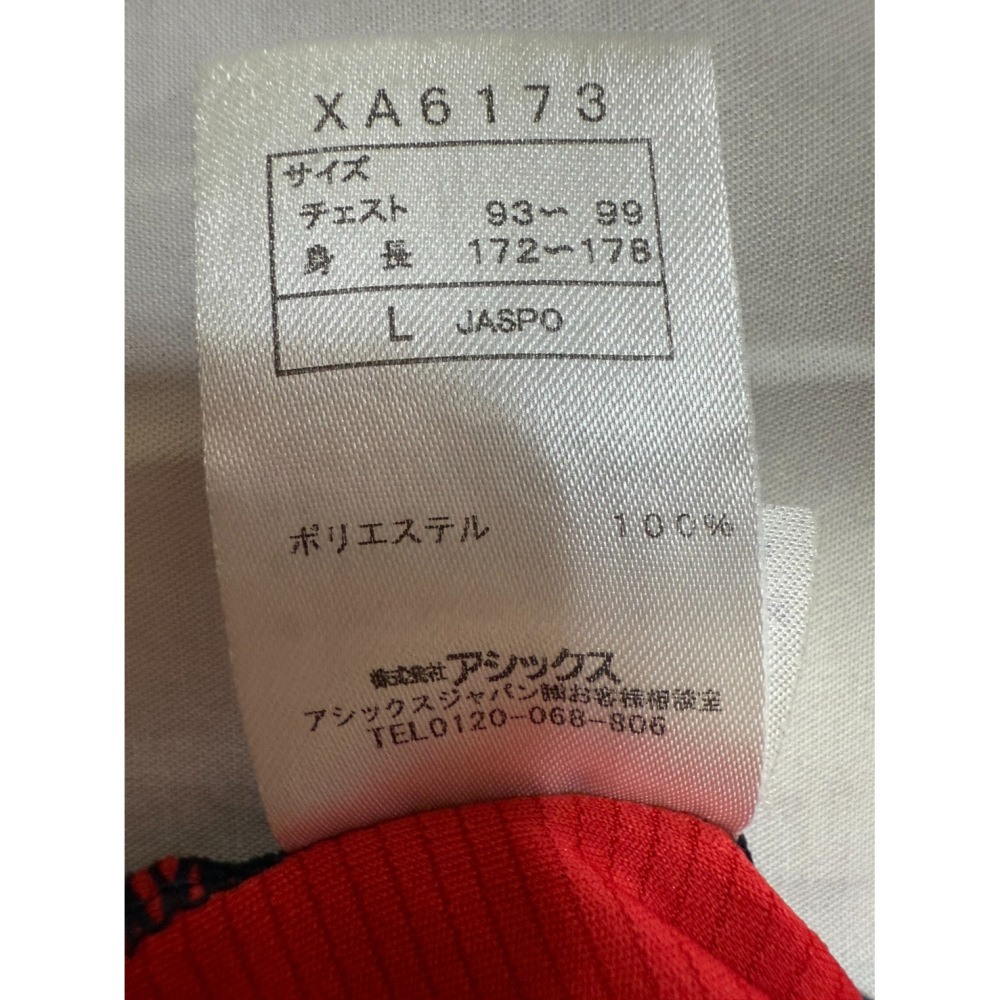 XA6173
サイズ
チェスト 93〜 99
身 長 172〜178
L JASPO
ポリエステル 100%
株式会社アシックス
アシックスジャパン㈱お客様相談室
TEL0120-068-806